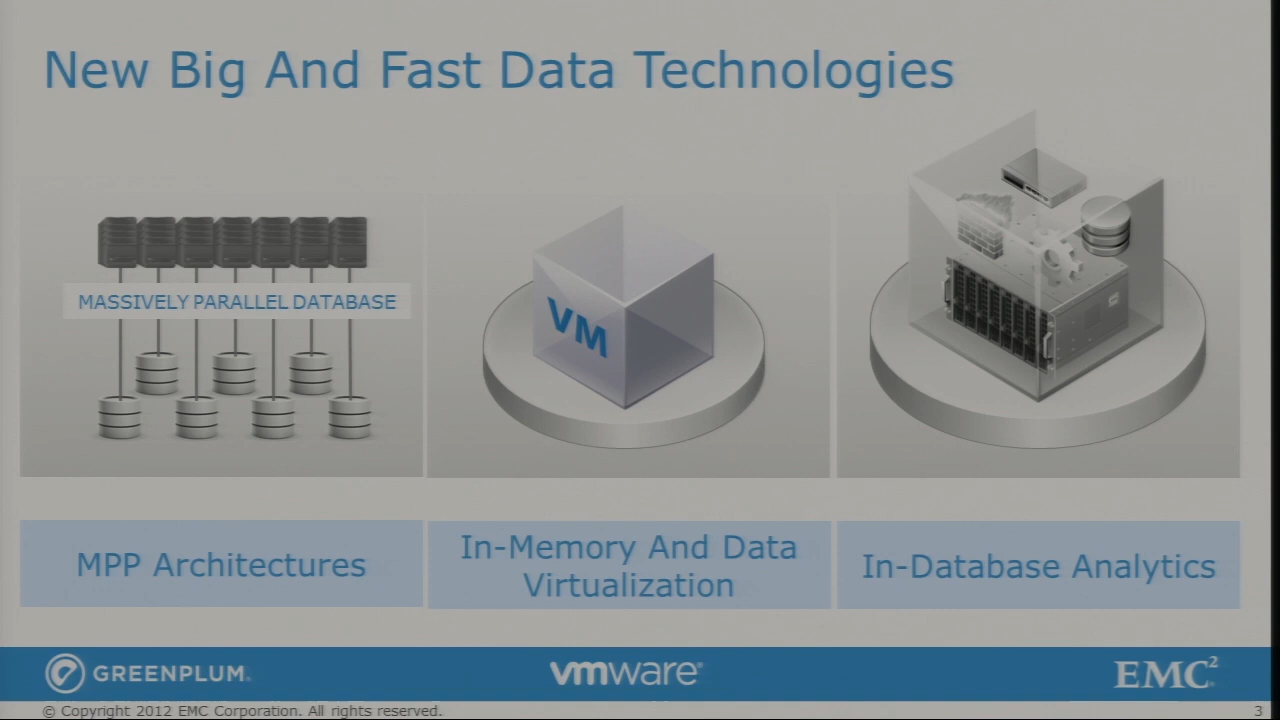 New Big And Fast Data Technologies
MASSIVELY PARALLEL DATABASE
VM
MPP Architectures
In-Memory And Data
Virtualization
In-Database Analytics
GREENPLUM
vmware®
EMC²
© Copyright 2012 EMC Corporation. All rights reserved.
3